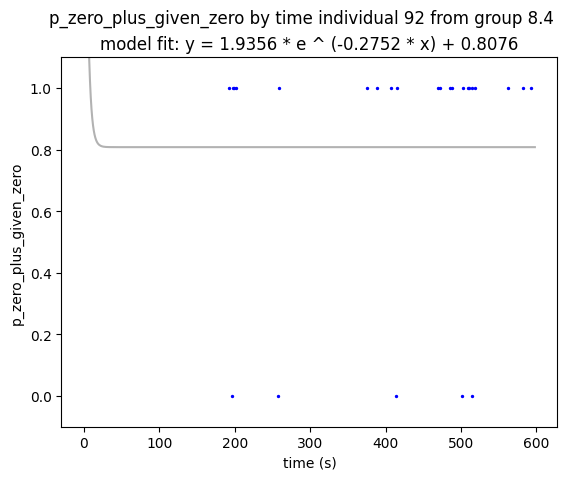 p_zero_plus_given_zero by time individual 92 from group 8.4
model fit: y = 1.9356 * e ^ (-0.2752 * x) + 0.8076
1.0
0.8
0.6
0.4
0.2
0.0
p_zero_plus_given_zero
0 100 200 300 400 500 600
time (s)